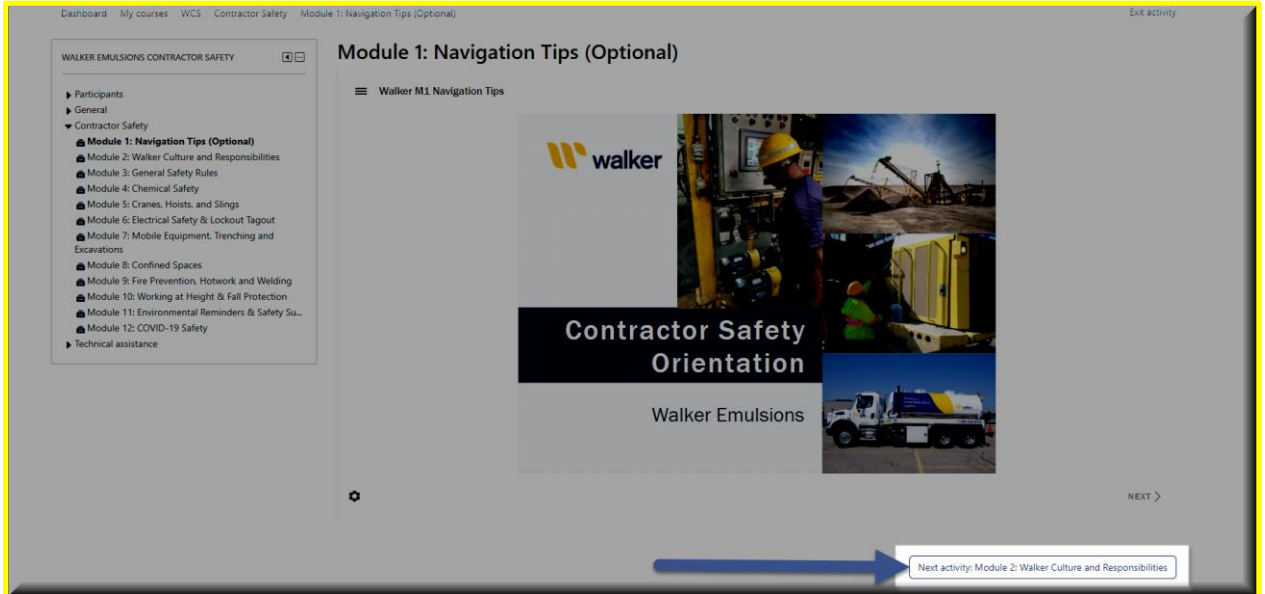 Dashboard My courses WCS Contractor Safety Module 1: Navigation Tips (Optional)
Exit activity
WALKER EMULSIONS CONTRACTOR SAFETY
Participants
General
Contractor Safety
Module 1: Navigation Tips (Optional)
Module 2: Walker Culture and Responsibilities
Module 3: General Safety Rules
Module 4: Chemical Safety
Module 5: Cranes, Hoists, and Slings
Module 6: Electrical Safety & Lockout Tagout
Module 7: Mobile Equipment, Trenching and
Excavations
Module 8: Confined Spaces
Module 9: Fire Prevention, Hotwork and Welding
Module 10: Working at Height & Fall Protection
Module 11: Environmental Reminders & Safety Su...
Module 12: COVID-19 Safety
Technical assistance
Module 1: Navigation Tips (Optional)
Walker M1 Navigation Tips
walker
Contractor Safety
Orientation
Walker Emulsions
NEXT
Next activity: Module 2: Walker Culture and Responsibilities